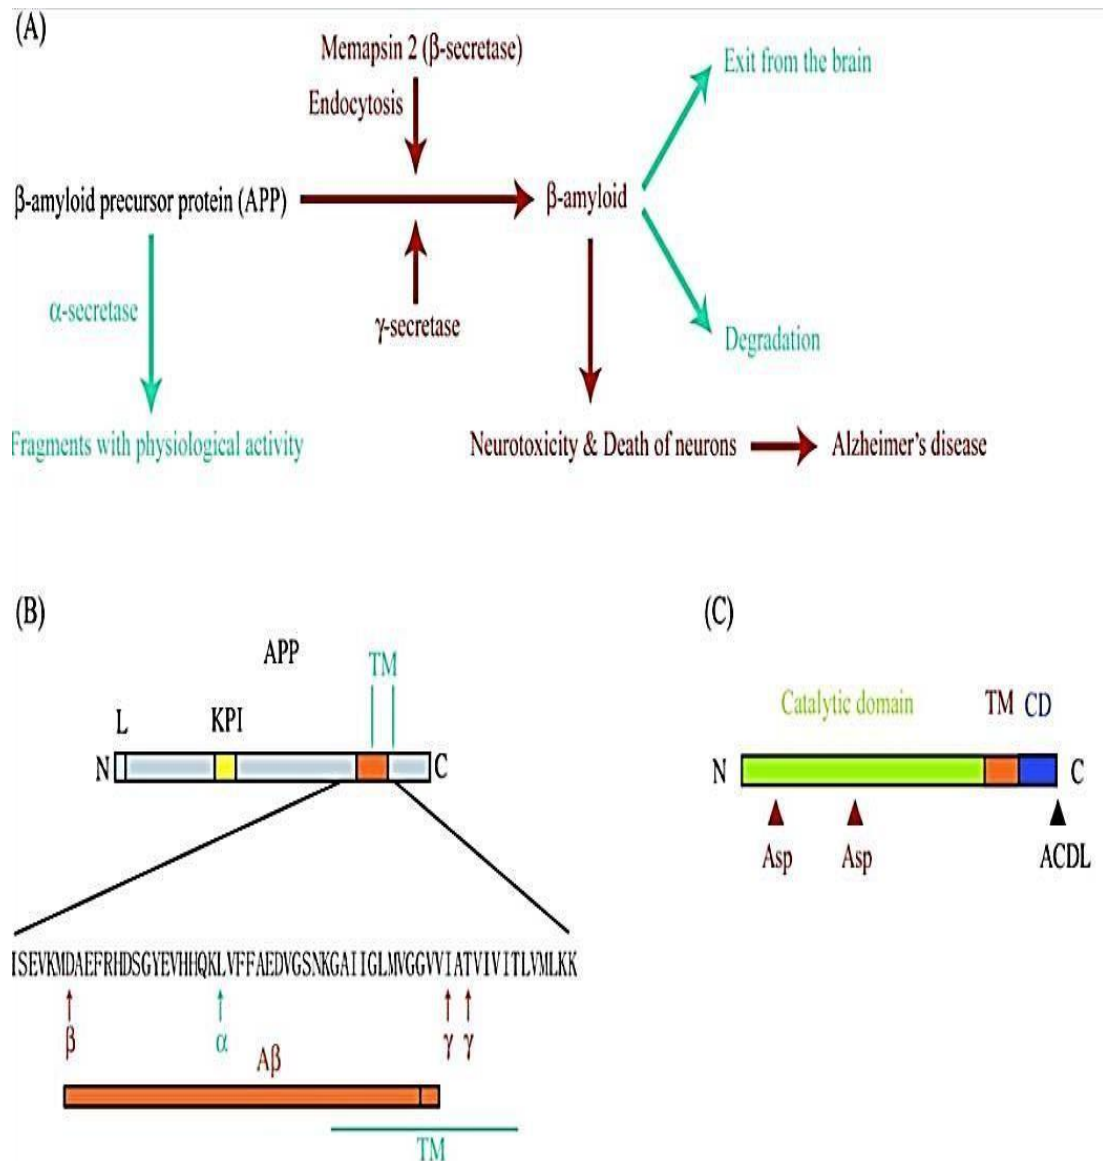 (A)
Memapsin 2 (β-secretase)
Endocytosis
Exit from the brain
β-amyloid precursor protein (APP)
β-amyloid
α-secretase
γ-secretase
Degradation
Fragments with physiological activity
Neurotoxicity & Death of neurons
Alzheimer's disease
(B)
(C)
APP
TM
L
KPI
N
C
Catalytic domain
TM
CD
N
C
Asp
Asp
ACDL
ISEVKMDAEFRHDSGYEVHHQKLVFFAEDVGSNKGAIIGLMVGGVVIATVIVITLVMLKK
β
α
γ
γ
Aβ
TM